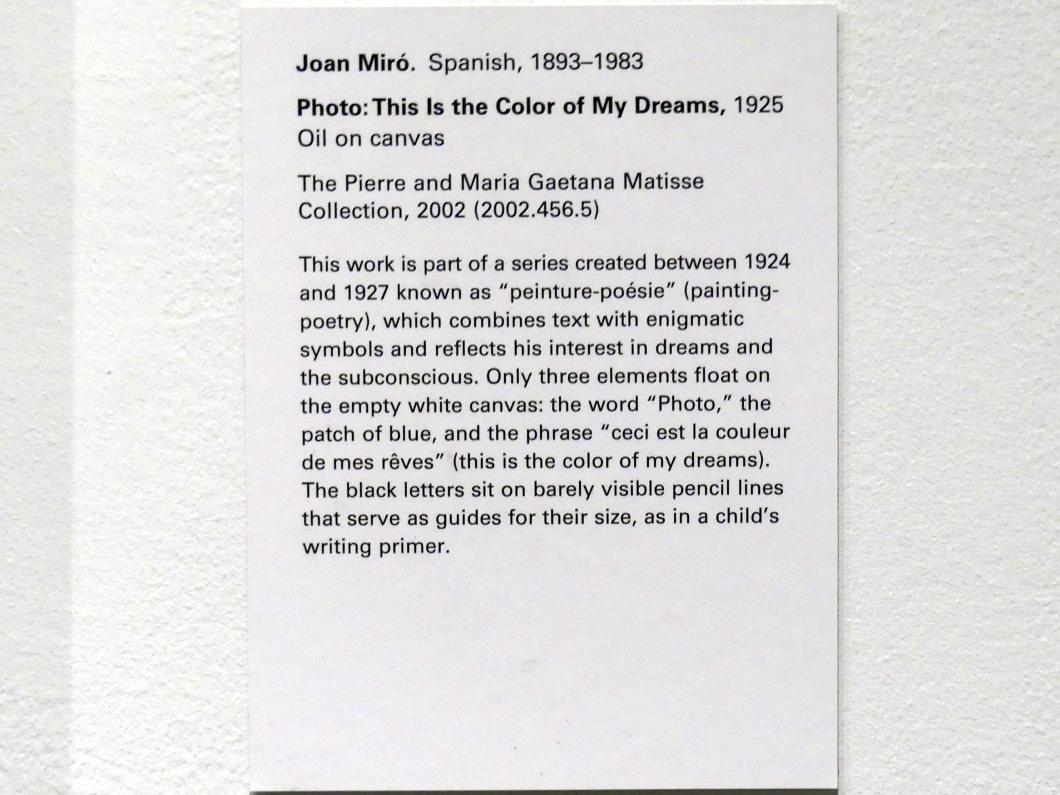 Joan Miró. Spanish, 1893–1983
Photo: This Is the Color of My Dreams, 1925
Oil on canvas
The Pierre and Maria Gaetana Matisse
Collection, 2002 (2002.456.5)
This work is part of a series created between 1924
and 1927 known as “peinture-poésie” (painting-
poetry), which combines text with enigmatic
symbols and reflects his interest in dreams and
the subconscious. Only three elements float on
the empty white canvas: the word “Photo,” the
patch of blue, and the phrase “ceci est la couleur
de mes rêves” (this is the color of my dreams).
The black letters sit on barely visible pencil lines
that serve as guides for their size, as in a child’s
writing primer.